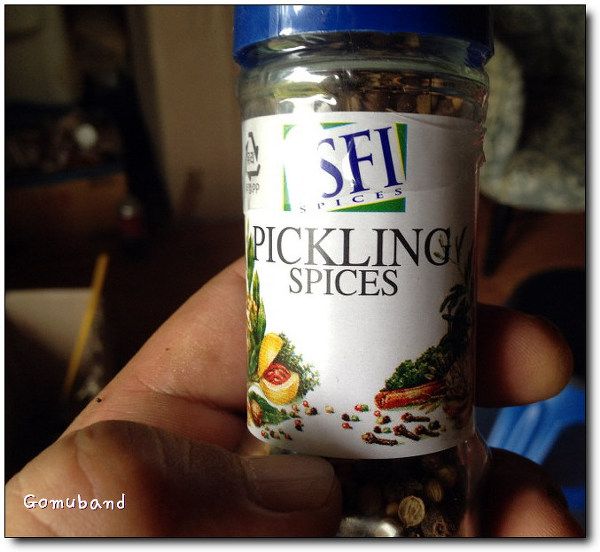 SFI
SPICES
PICKLING
SPICES
Gomuband